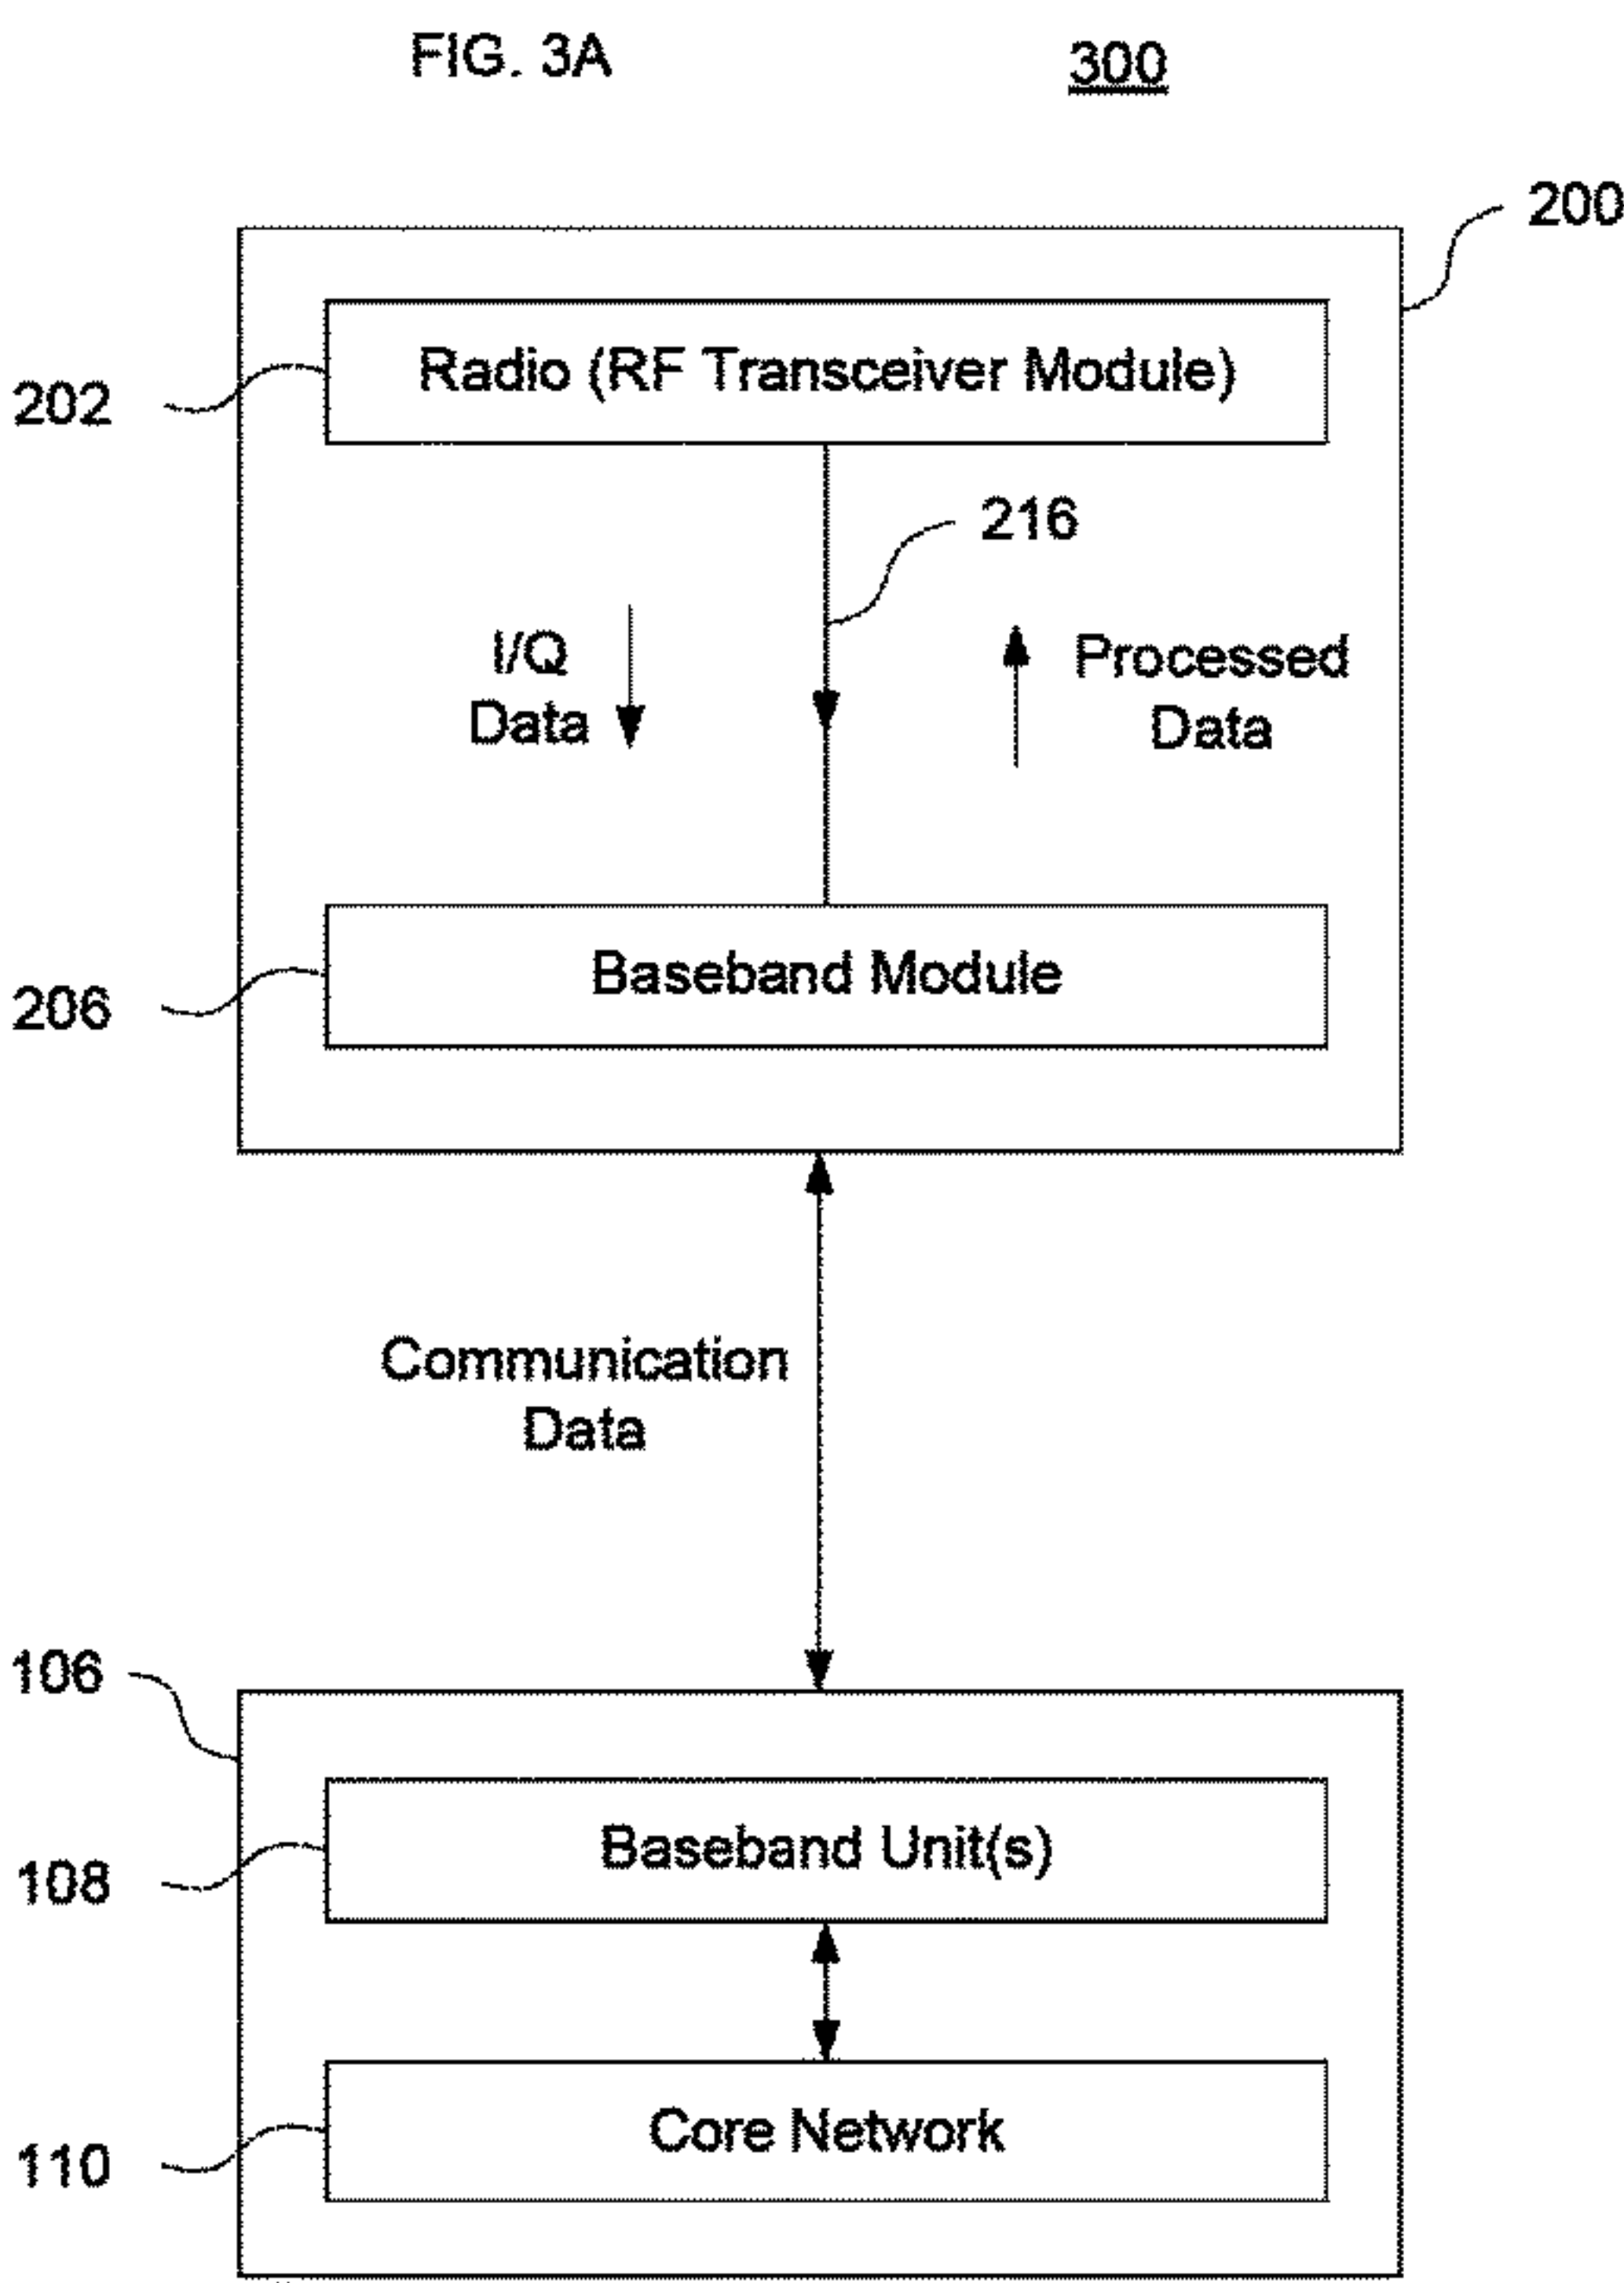 FIG. 3A
300
200
Radio (RF Transceiver Module)
202
216
I/Q
Data
Processed
Data
Baseband Module
206
Communication
Data
106
Baseband Unit(s)
108
Core Network
110